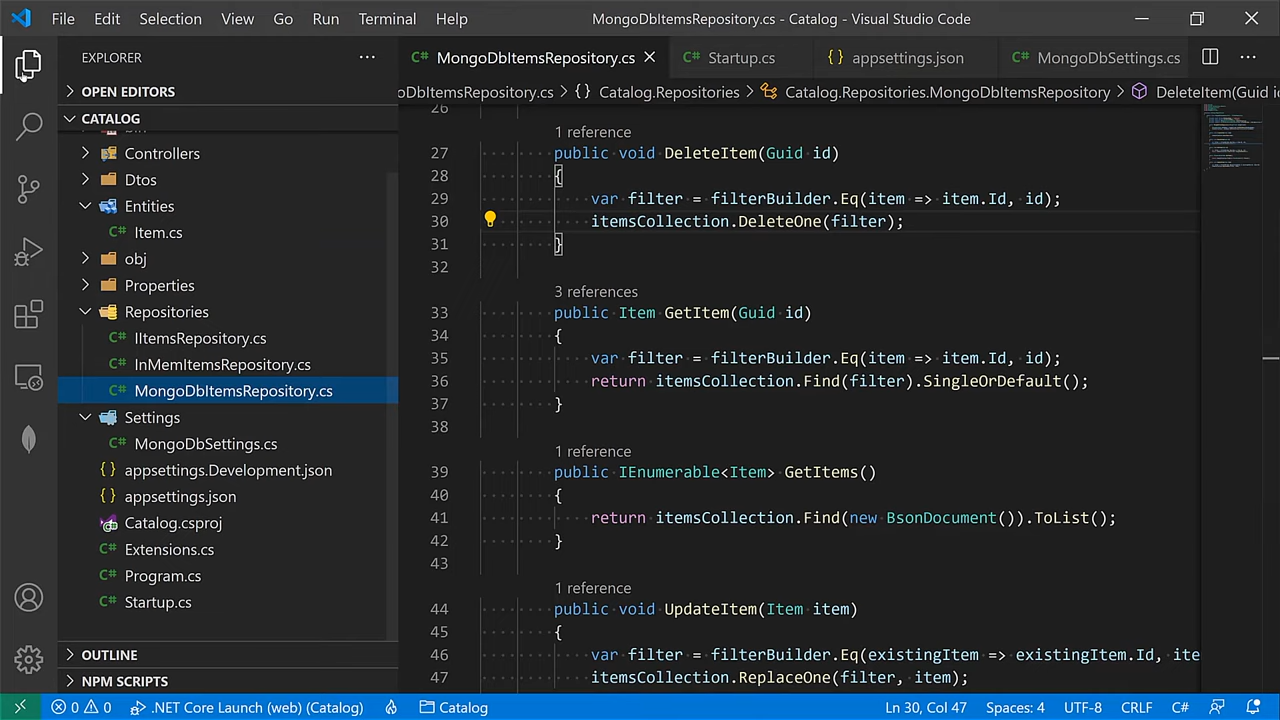 File Edit Selection View Go Run Terminal Help MongoDbItemsRepository.cs - Catalog - Visual Studio Code
EXPLORER
OPEN EDITORS
CATALOG
Controllers
Dtos
Entities
C# Item.cs
obj
Properties
Repositories
C# IItemsRepository.cs
C# InMemItemsRepository.cs
C# MongoDbItemsRepository.cs
Settings
C# MongoDbSettings.cs
{} appsettings.Development.json
{} appsettings.json
Catalog.csproj
C# Extensions.cs
C# Program.cs
C# Startup.cs
OUTLINE
NPM SCRIPTS
C# MongoDbItemsRepository.cs C# Startup.cs {} appsettings.json C# MongoDbSettings.cs
oDbItemsRepository.cs > {} Catalog.Repositories > Catalog.Repositories.MongoDbItemsRepository > DeleteItem(Guid i
26
1 reference
27 public void DeleteItem(Guid id)
28 {
29 var filter = filterBuilder.Eq(item => item.Id, id);
30 itemsCollection.DeleteOne(filter);
31 }
32
3 references
33 public Item GetItem(Guid id)
34 {
35 var filter = filterBuilder.Eq(item => item.Id, id);
36 return itemsCollection.Find(filter).SingleOrDefault();
37 }
38
1 reference
39 public IEnumerable<Item> GetItems()
40 {
41 return itemsCollection.Find(new BsonDocument()).ToList();
42 }
43
1 reference
44 public void UpdateItem(Item item)
45 {
46 var filter = filterBuilder.Eq(existingItem => existingItem.Id, ite
47 itemsCollection.ReplaceOne(filter, item);
0 0 .NET Core Launch (web) (Catalog) Catalog Ln 30, Col 47 Spaces: 4 UTF-8 CRLF C#